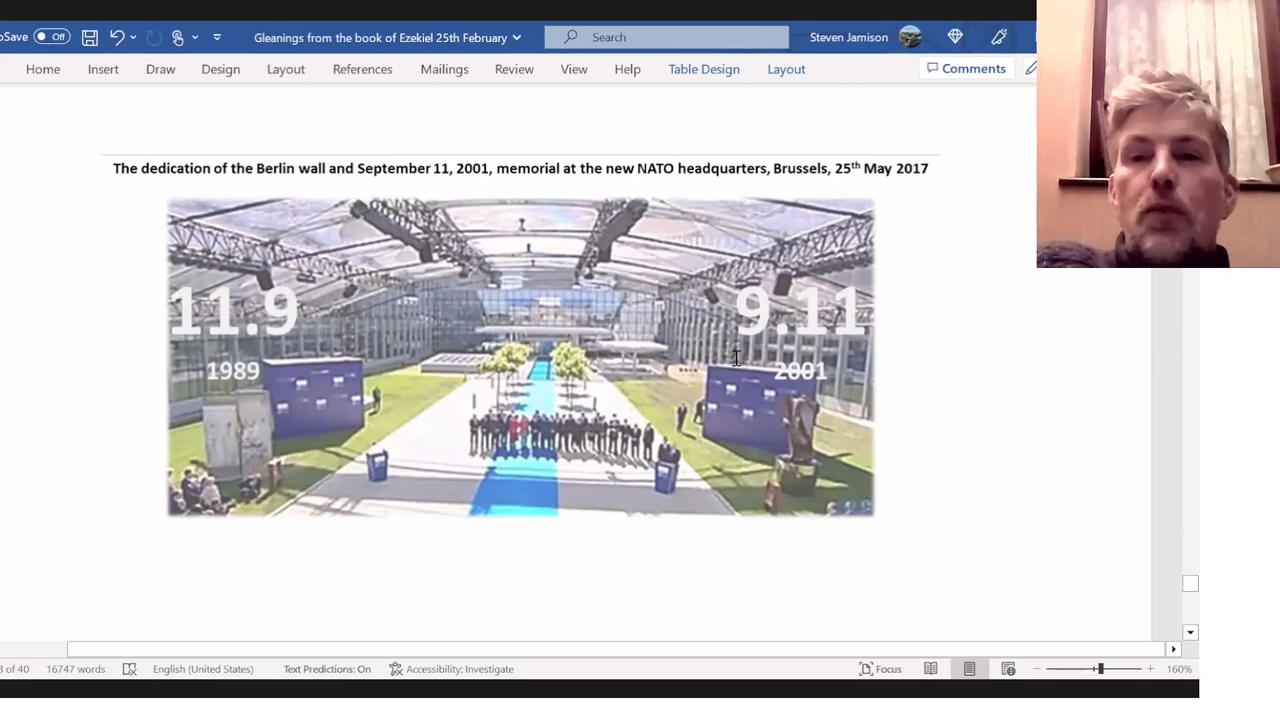 Save Off Gleanings from the book of Ezekiel 25th February Search Steven Jamison
Home Insert Draw Design Layout References Mailings Review View Help Table Design Layout Comments
The dedication of the Berlin wall and September 11, 2001, memorial at the new NATO headquarters, Brussels, 25th May 2017
11.9 9.11
1989 2001
of 40 16747 words English (United States) Text Predictions: On Accessibility: Investigate Focus 160%